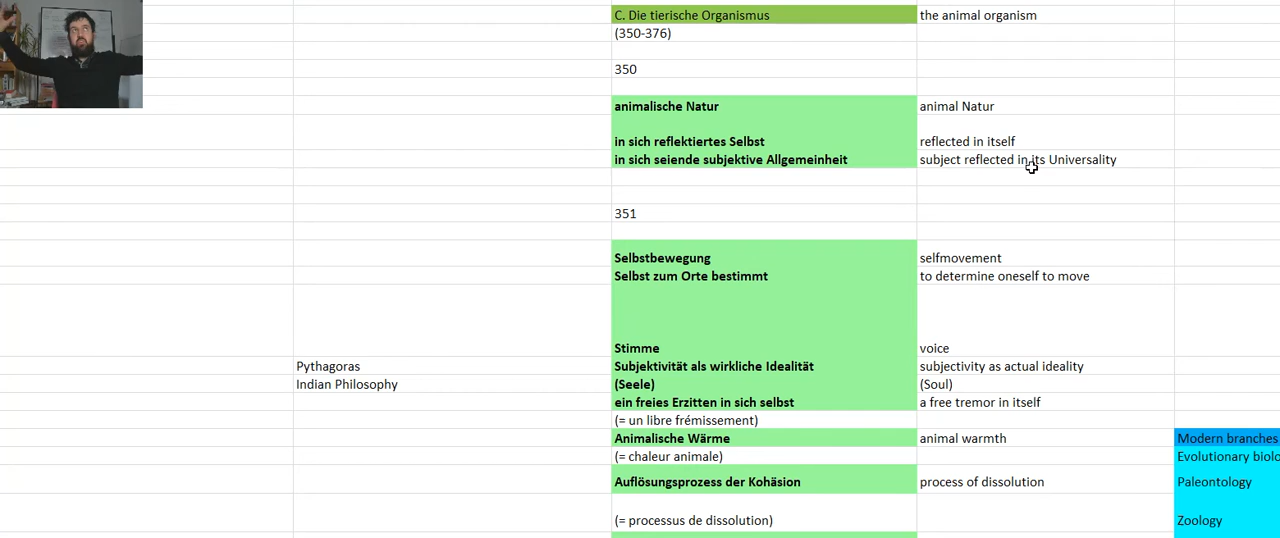 C. Die tierische Organismus the animal organism
(350-376)
350
animalische Natur animal Natur
in sich reflektiertes Selbst reflected in itself
in sich seiende subjektive Allgemeinheit subject reflected in its Universality
351
Selbstbewegung selfmovement
Selbst zum Orte bestimmt to determine oneself to move
Stimme voice
Pythagoras Subjektivität als wirkliche Idealität subjectivity as actual ideality
Indian Philosophy (Seele) (Soul)
ein freies Erzitten in sich selbst a free tremor in itself
(= un libre frémissement)
Animalische Wärme animal warmth Modern branches
(= chaleur animale) Evolutionary biolo
Auflösungsprozess der Kohäsion process of dissolution Paleontology
(= processus de dissolution) Zoology